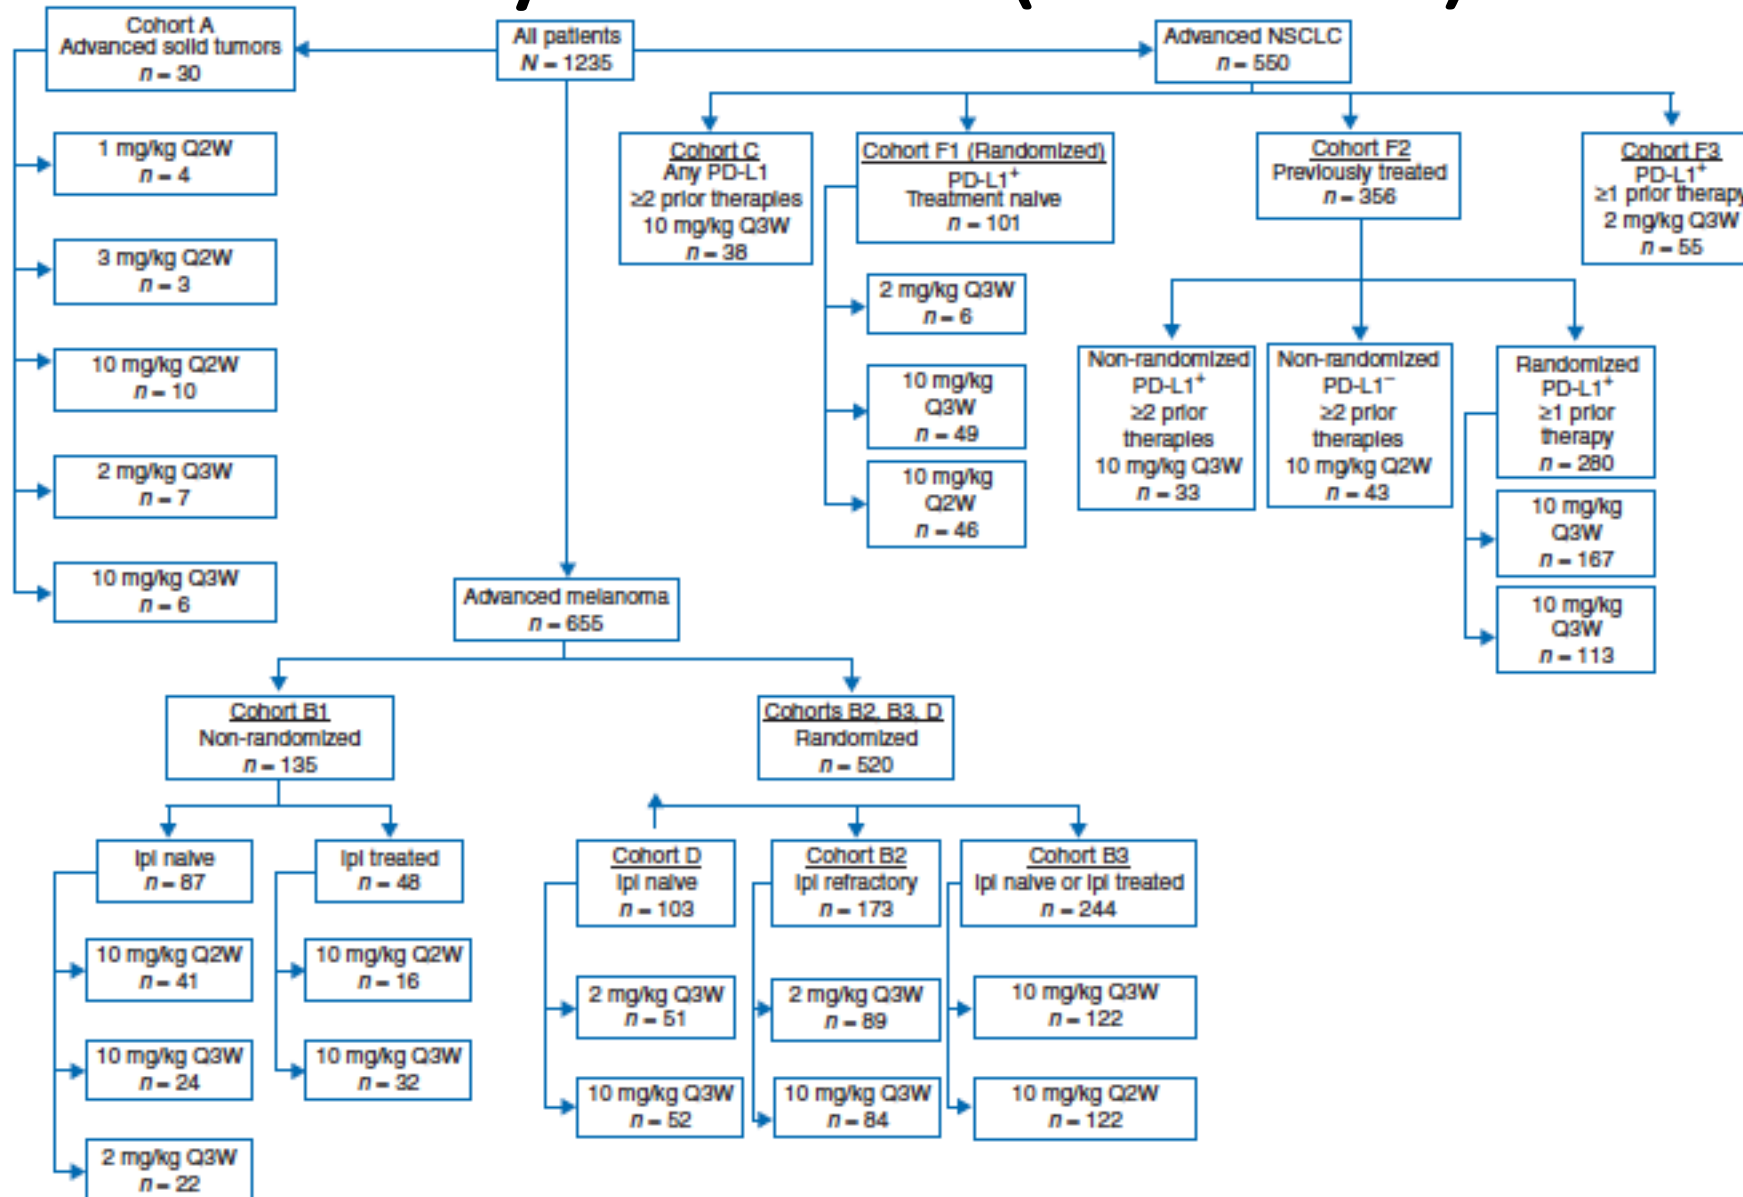 Cohort A
Advanced solid tumors
n = 30
All patients
N = 1235
Advanced NSCLC
n = 550
1 mg/kg Q2W
n = 4
3 mg/kg Q2W
n = 3
10 mg/kg Q2W
n = 10
2 mg/kg Q3W
n = 7
10 mg/kg Q3W
n = 6
Cohort C
Any PD-L1
≥2 prior therapies
10 mg/kg Q3W
n = 38
Cohort F1 (Randomized)
PD-L1+
Treatment naive
n = 101
2 mg/kg Q3W
n = 6
10 mg/kg
Q3W
n = 49
10 mg/kg
Q2W
n = 46
Cohort F2
Previously treated
n = 356
Non-randomized
PD-L1+
≥2 prior
therapies
10 mg/kg Q3W
n = 33
Non-randomized
PD-L1−
≥2 prior
therapies
10 mg/kg Q2W
n = 43
Randomized
PD-L1+
≥1 prior
therapy
n = 280
10 mg/kg
Q3W
n = 167
10 mg/kg
Q3W
n = 113
Cohort F3
PD-L1+
≥1 prior therapy
2 mg/kg Q3W
n = 55
Advanced melanoma
n = 655
Cohort B1
Non-randomized
n = 135
Ipi naive
n = 87
10 mg/kg Q2W
n = 41
10 mg/kg Q3W
n = 24
2 mg/kg Q3W
n = 22
Ipi treated
n = 48
10 mg/kg Q2W
n = 16
10 mg/kg Q3W
n = 32
Cohorts B2, B3, D
Randomized
n = 520
Cohort D
Ipi naive
n = 103
2 mg/kg Q3W
n = 51
10 mg/kg Q3W
n = 52
Cohort B2
Ipi refractory
n = 173
2 mg/kg Q3W
n = 89
10 mg/kg Q3W
n = 84
Cohort B3
Ipi naive or Ipi treated
n = 244
10 mg/kg Q3W
n = 122
10 mg/kg Q2W
n = 122